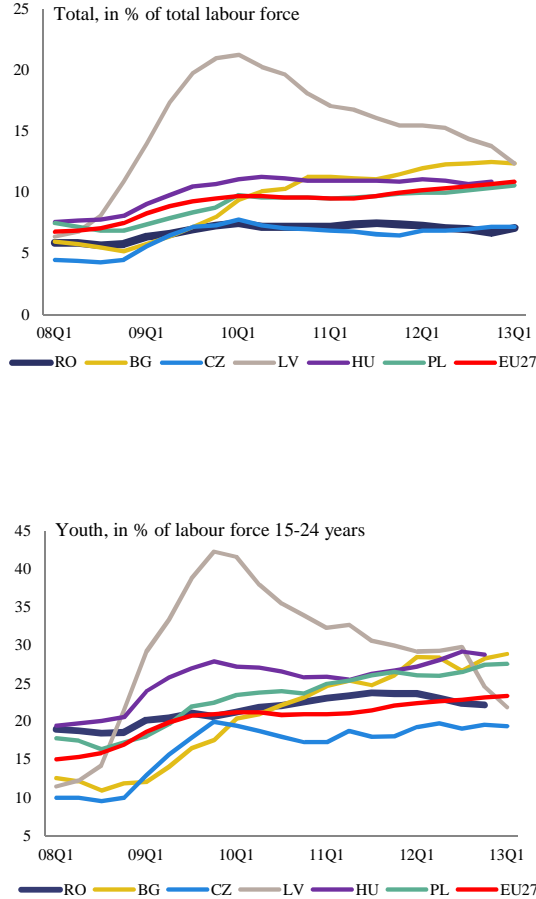 Total, in % of total labour force
25
20
15
10
5
0
08Q1 09Q1 10Q1 11Q1 12Q1 13Q1
RO BG CZ LV HU PL EU27
Youth, in % of labour force 15-24 years
45
40
35
30
25
20
15
10
5
08Q1 09Q1 10Q1 11Q1 12Q1 13Q1
RO BG CZ LV HU PL EU27